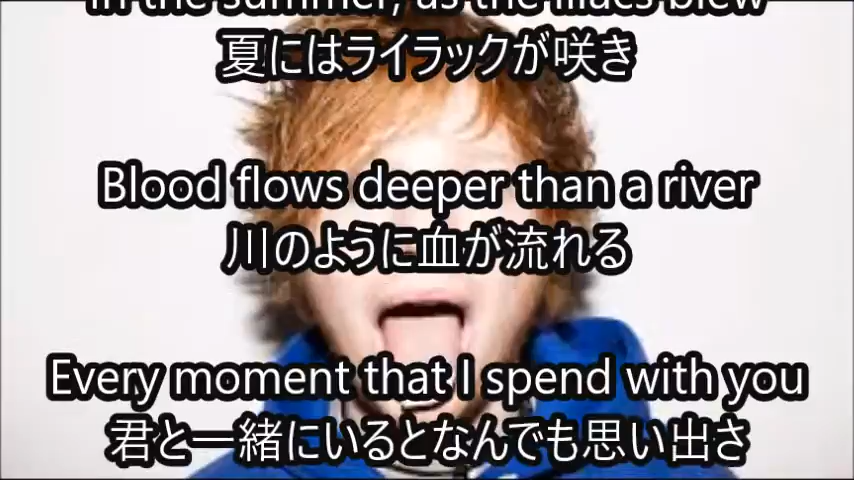 in the summer, as the lilacs blew
夏にはライラックが咲き
Blood flows deeper than a river
川のように血が流れる
Every moment that I spend with you
君と一緒にいるとなんでも思い出さ